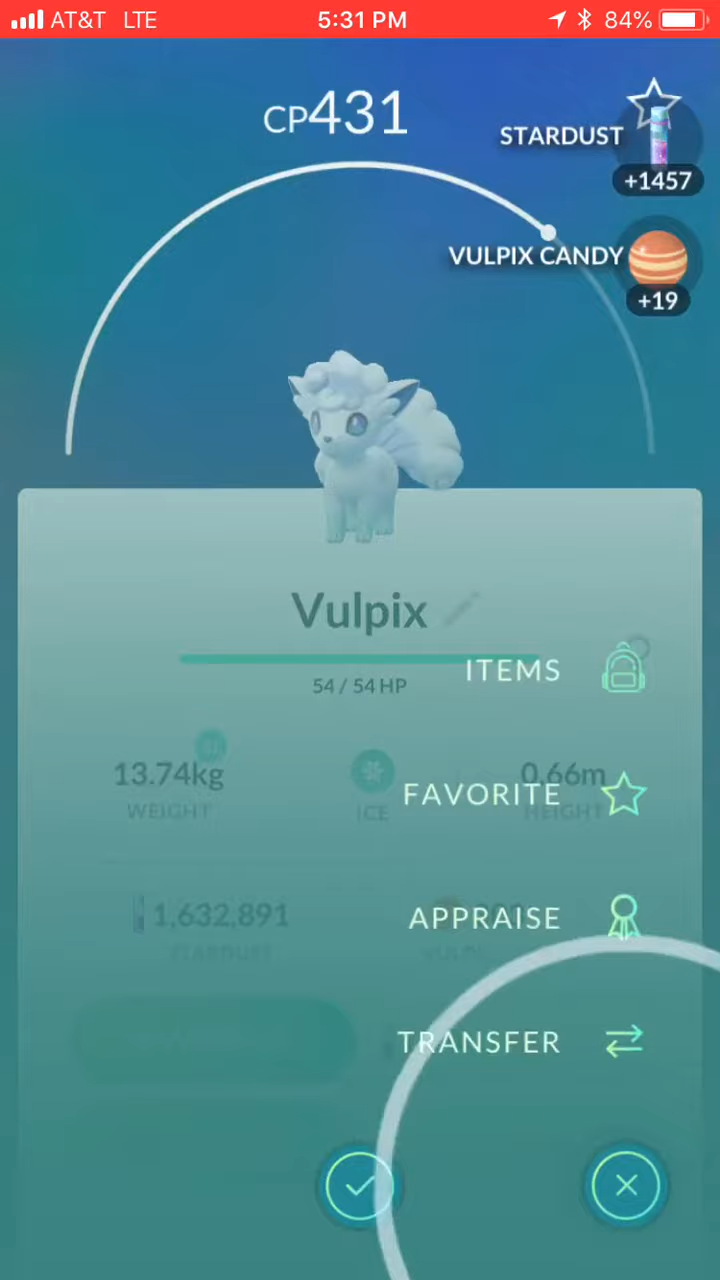 AT&T LTE 5:31 PM 84%
CP431
STARDUST
+1457
VULPIX CANDY
+19
Vulpix
54 / 54 HP
ITEMS
13.74kg
0.66m
WEIGHT
ICE
HEIGHT
FAVORITE
1,632,891
STARDUST
APPRAISE
TRANSFER